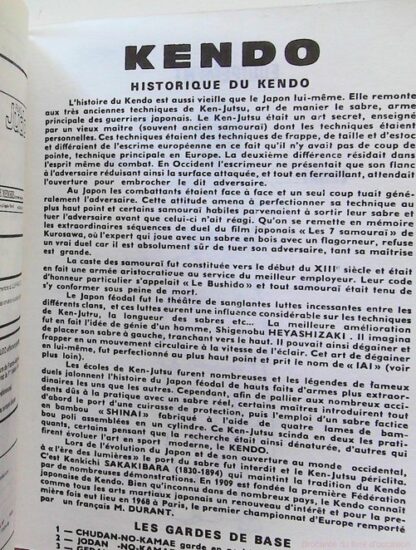 KENDO
HISTORIQUE DU KENDO
L'histoire du Kendo est aussi vieille que le Japon lui-même. Elle remonte
aux très anciennes techniques de Ken-Jutsu, art de manier le sabre, arme
principale des guerriers japonais. Le Ken-Jutsu était un art secret, enseigné
par un vieux maître (souvent ancien samouraï) dont les techniques étaient
personnelles. Ces techniques étaient des techniques de frappe, de taille et d'estoc
et différaient de l'escrime européenne en ce fait qu'il n'y avait pas de coup de
pointe, technique principale en Europe. La deuxième différence résidait dans
l'esprit même du combat. En Occident l'escrimeur ne présentait que son flanc
à l'adversaire réduisant ainsi la surface attaquée, et tout en ferraillant, attendait
l'ouverture pour embrocher le dit adversaire.
Au Japon les combattants étaient face à face et un seul coup tuait géné-
ralement l'adversaire. Cette attitude amena à perfectionner sa technique au
plus haut point et certains samouraï habiles parvenaient à sortir leur sabre et
tuer l'adversaire avant que celui-ci n'ait réagi. Qu'on se remette en mémoire
les extraordinaires séquences de duel du film japonais « Les 7 samouraï » de
Kurosawa, où l'expert qui joue avec un sabre en bois avec un flagorneur, refuse
un vrai duel car il est absolument sûr de tuer son adversaire, tant sa maîtrise
est grande.
La caste des samouraï fut constituée vers le début du XIIIe siècle et était
en fait une armée aristocratique au service du meilleur employeur. Leur code
d'honneur particulier s'appelait « Le Bushido » et tout samouraï était tenu de
s'y conformer sous peine de mort.
Le Japon féodal fut le théâtre de sanglantes luttes incessantes entre les
différents clans, et ces luttes eurent une influence considérable sur les techniques
de Ken-Jutru, la longueur des sabres etc... La meilleure amélioration
fut en fait l'idée de génie d'un homme, Shigenobu HEYASHIZAKI. Il imagina
de placer son sabre à gauche, tranchant vers le haut. Il pouvait ainsi dégainer et
frapper en un mouvement circulaire à la vitesse de l'éclair. Cet art de dégainer
en lui-même, fut perfectionné au plus haut point et prit le nom de « IAI » (voir
plus loin).
Les écoles de Ken-Jutsu furent nombreuses et les légendes de fameux
duels jalonnent l'histoire du Japon féodal de hauts faits d'armes plus extraor-
dinaires les uns que les autres. Cependant, afin de pallier aux nombreux acci-
dents dûs à la pratique avec un sabre réel, certains maîtres introduirent tout
d'abord le port d'une cuirasse de protection, puis l'emploi d'un sabre factice
en bambou « SHINAI » fabriqué à l'aide de quatre lames de bam-
bou poli assemblées en un cylindre. Ce Ken-Jutsu scinda en deux prati-
quants, certains pensant que la recherche était ainsi dénaturée, d'autres qui
firent évoluer l'art en sport moderne, le KENDO.
Lors de l'évolution du Japon et de son ouverture au monde occidental,
à « l'ère des lumières » le port du sabre fut interdit et le Ken-Jutsu périclita.
C'est Kenkichi SAKAKIBARA (1830-1894) qui maintint la tradition du Kendo
par de nombreuses démonstrations. En 1909 est fondé la première Fédération
japonaise de Kendo. Bien qu'inconnu dans de nombreux pays, le Kendo connaît
comme tous les arts martiaux japonais un renouveau d'intérêt et pour la pre-
mière fois eut lieu en 1968 à Paris, le premier championnat d'Europe remporté
par un français M. DURANT.
LES GARDES DE BASE
1 — CHUDAN-NO-KAMAE garde en
2 — JODAN -NO-KAMAE